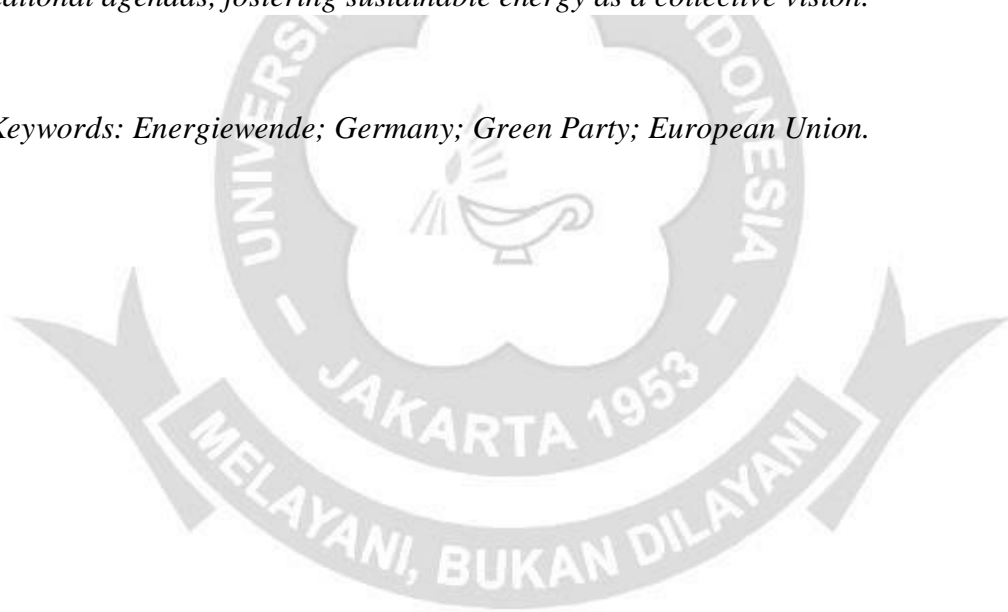 national agendas, fostering sustainable energy as a collective vision.
Keywords: Energiewende; Germany; Green Party; European Union.
INDONESIA
JAKARTA 1953
MELAYANI, BUKAN DILAYANI